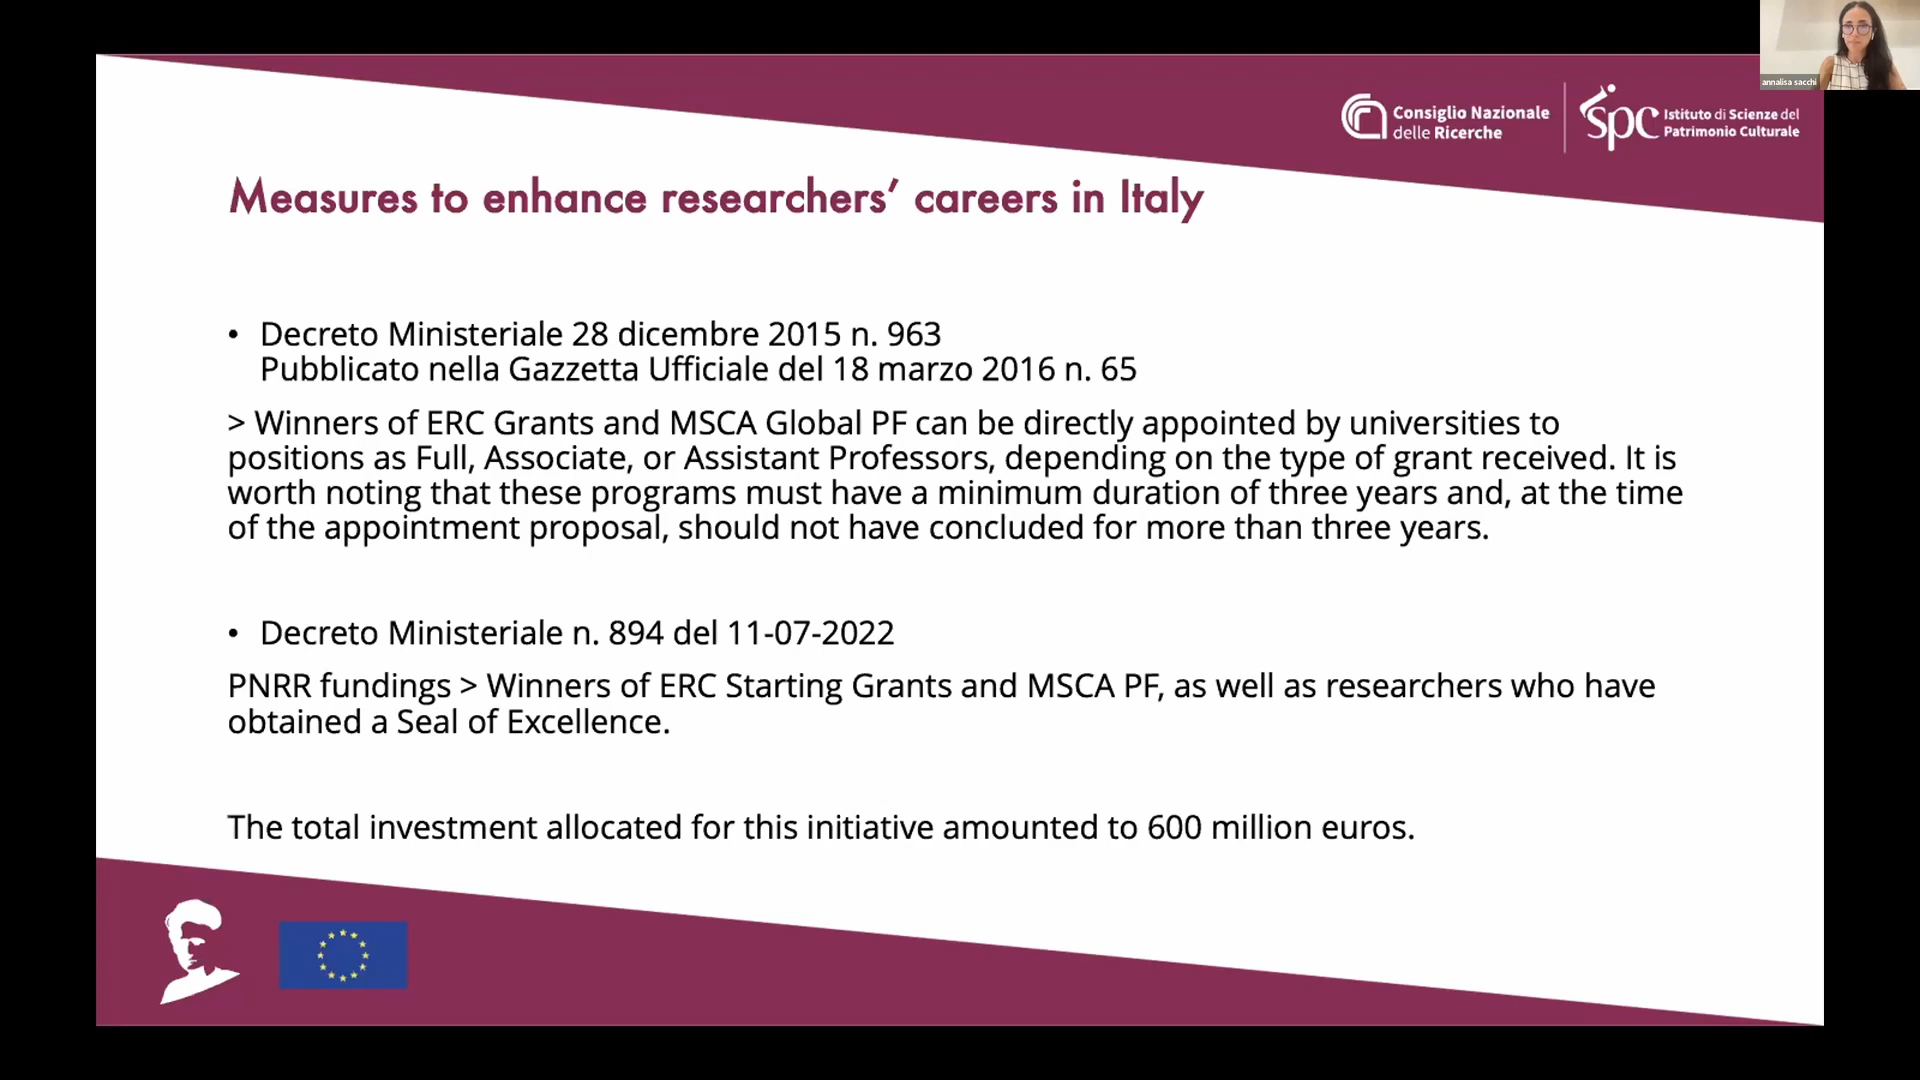 annalisa sacchi
Consiglio Nazionale
delle Ricerche
spc
Istituto di Scienze del
Patrimonio Culturale
Measures to enhance researchers’ careers in Italy
• Decreto Ministeriale 28 dicembre 2015 n. 963
Pubblicato nella Gazzetta Ufficiale del 18 marzo 2016 n. 65
> Winners of ERC Grants and MSCA Global PF can be directly appointed by universities to
positions as Full, Associate, or Assistant Professors, depending on the type of grant received. It is
worth noting that these programs must have a minimum duration of three years and, at the time
of the appointment proposal, should not have concluded for more than three years.
• Decreto Ministeriale n. 894 del 11-07-2022
PNRR fundings > Winners of ERC Starting Grants and MSCA PF, as well as researchers who have
obtained a Seal of Excellence.
The total investment allocated for this initiative amounted to 600 million euros.